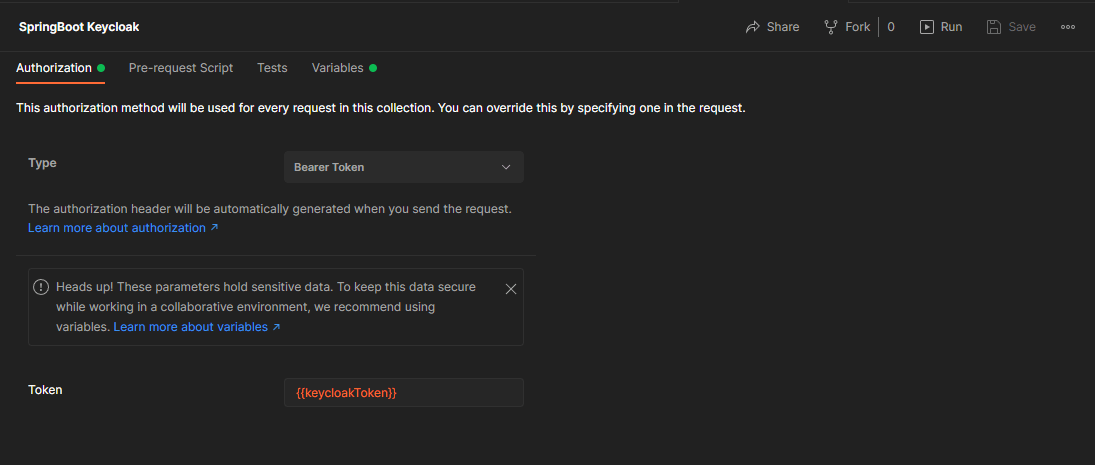 SpringBoot Keycloak
Share
Fork
0
Run
Save
Authorization
Pre-request Script
Tests
Variables
This authorization method will be used for every request in this collection. You can override this by specifying one in the request.
Type
Bearer Token
The authorization header will be automatically generated when you send the request.
Learn more about authorization ↗
Heads up! These parameters hold sensitive data. To keep this data secure
while working in a collaborative environment, we recommend using
variables. Learn more about variables ↗
Token
{{keycloakToken}}